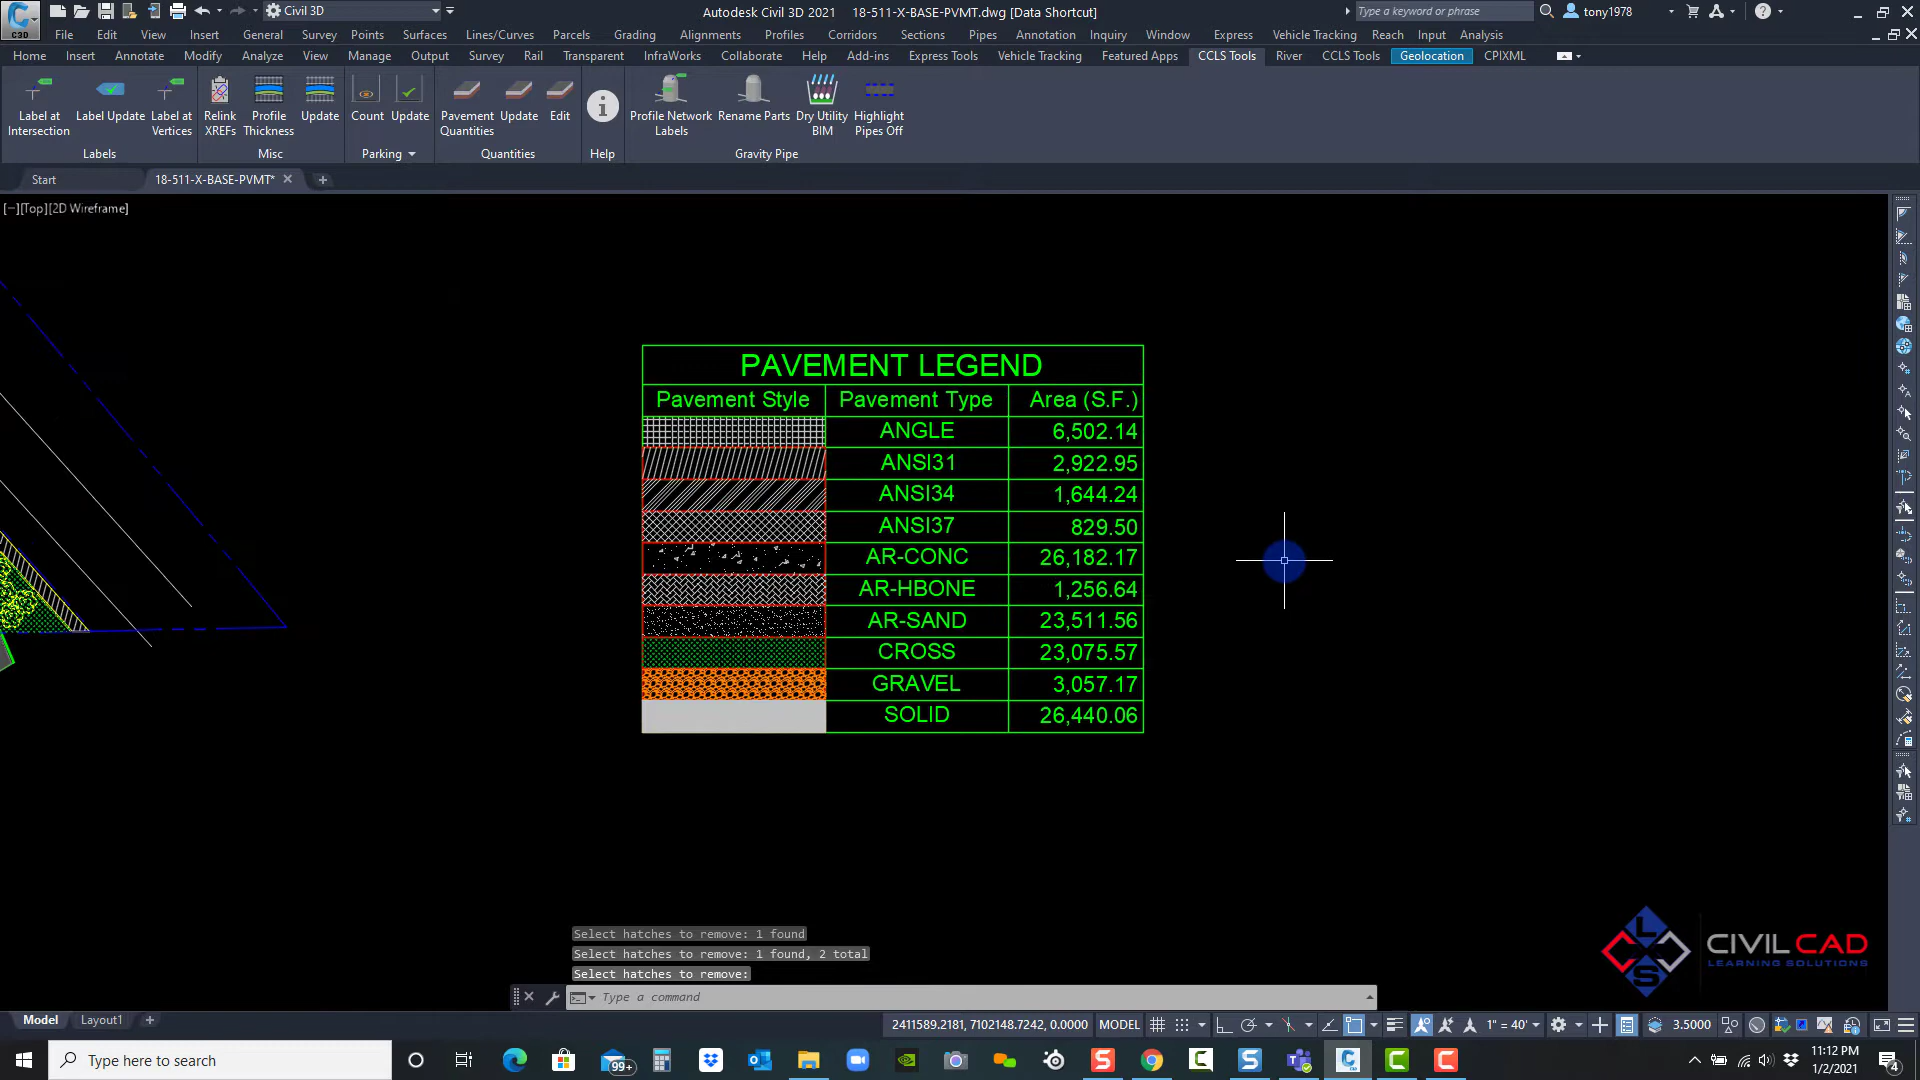 C3D
Civil 3D
Autodesk Civil 3D 2021 18-511-X-BASE-PVMT.dwg [Data Shortcut]
Type a keyword or phrase
tony1978
File Edit View Insert General Survey Points Surfaces Lines/Curves Parcels Grading Alignments Profiles Corridors Sections Pipes Annotation Inquiry Window Express Vehicle Tracking Reach Input Analysis
Home Insert Annotate Modify Analyze View Manage Output Survey Rail Transparent InfraWorks Collaborate Help Add-ins Express Tools Vehicle Tracking Featured Apps CCLS Tools River CCLS Tools Geolocation CPIXML
Label at Intersection
Label Update
Label at Vertices
Relink XREFs
Profile Thickness
Update
Count
Update
Pavement Quantities
Update
Edit
Profile Network Labels
Rename Parts
Dry Utility BIM
Highlight Pipes Off
Labels Misc Parking Quantities Help Gravity Pipe
Start 18-511-X-BASE-PVMT*
[−][Top][2D Wireframe]
PAVEMENT LEGEND
Pavement Style Pavement Type Area (S.F.)
ANGLE 6,502.14
ANSI31 2,922.95
ANSI34 1,644.24
ANSI37 829.50
AR-CONC 26,182.17
AR-HBONE 1,256.64
AR-SAND 23,511.56
CROSS 23,075.57
GRAVEL 3,057.17
SOLID 26,440.06
Select hatches to remove: 1 found
Select hatches to remove: 1 found, 2 total
Select hatches to remove:
Type a command
L
S
CIVIL CAD
LEARNING SOLUTIONS
Model Layout1
2411589.2181, 7102148.7242, 0.0000 MODEL 1" = 40' 3.5000
Type here to search
99+
11:12 PM
1/2/2021
4